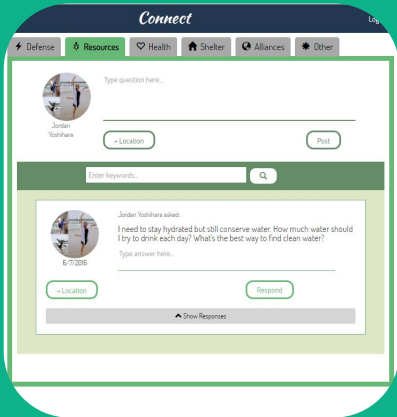 Connect
Log
Defense Resources Health Shelter Alliances Other
Type question here...
Jordan
Yoshihara
+ Location Post
Enter keywords...
Jordan Yoshihara asked:
I need to stay hydrated but still conserve water. How much water should
I try to drink each day? What's the best way to find clean water?
Type answer here...
6/7/2016
+ Location Respond
Show Responses